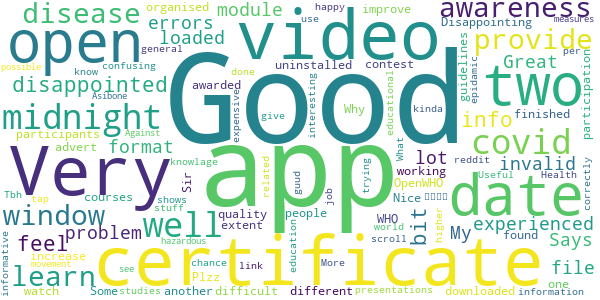 possible
know
Asibone
general
confusing
disease
organised
errors
module
loaded
use
happy
improve
awareness
Disappointing
measures
open
video
provide
guidelines
epidemic
per
participation
disappointed
uninstalled
contest
Great
two
midnight
awarded
expensive
done
Good
give
interesting
Why
educational
kinda
info
finished
participants
Against
advert
format
covid
invalid
Very
app
date
What
reddit
correctly
knowlage
Sir
related
education
guud
job
trying
lot
working
OpenWHO
Useful
Health
Tbh
tap
courses
shows
stuff
window
well
quality
extent
people
WHO
world
Nice
bit
My
experienced
higher
found
informative
feel
problem
hazardous
certificate
scroll
Says
increase
movement
see
chance
link
More
file
one
learn
watch
Some
studies
another
Plzz
difficult
different
presentations
downloaded
information